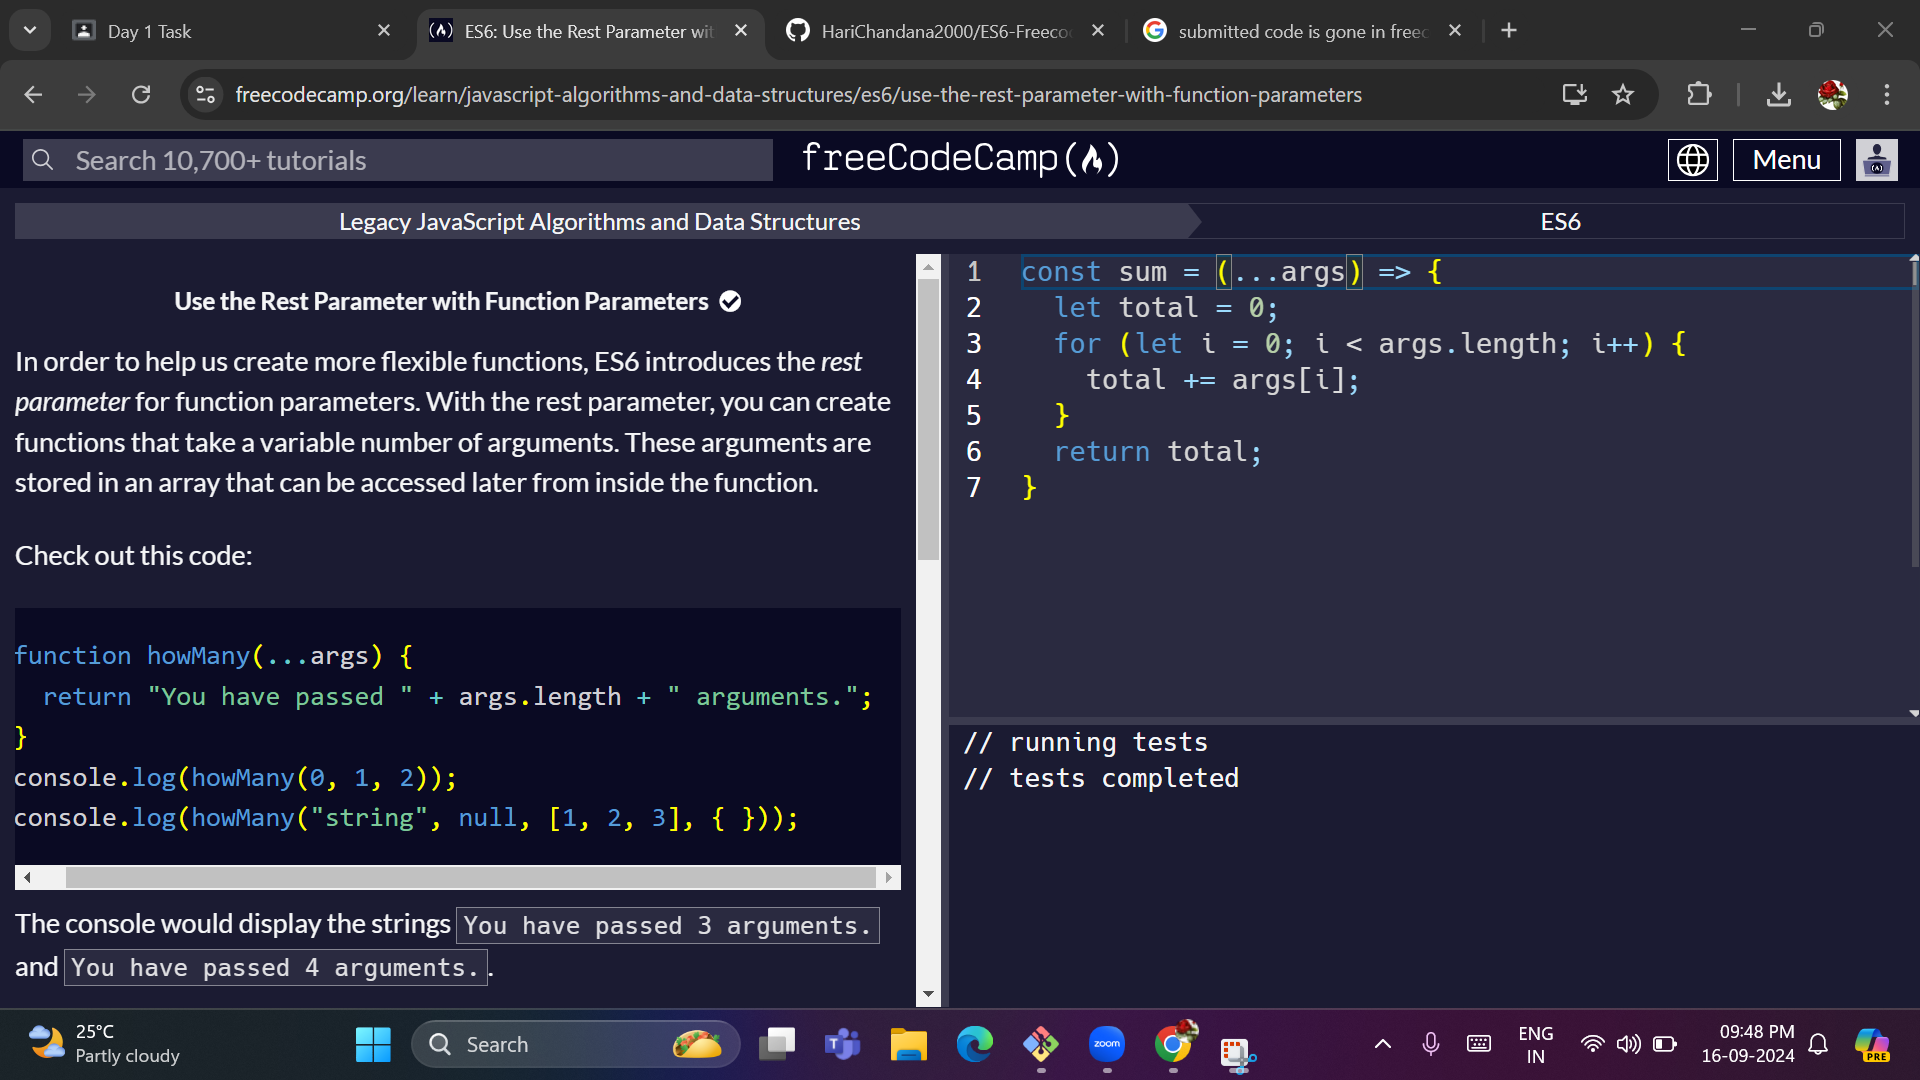 Day 1 Task
ES6: Use the Rest Parameter wit
HariChandana2000/ES6-Freeco
submitted code is gone in freec
freecodecamp.org/learn/javascript-algorithms-and-data-structures/es6/use-the-rest-parameter-with-function-parameters
Search 10,700+ tutorials
freeCodeCamp(🔥)
Menu
Legacy JavaScript Algorithms and Data Structures
ES6
Use the Rest Parameter with Function Parameters
In order to help us create more flexible functions, ES6 introduces the rest
parameter for function parameters. With the rest parameter, you can create
functions that take a variable number of arguments. These arguments are
stored in an array that can be accessed later from inside the function.
Check out this code:
function howMany(...args) {
  return "You have passed " + args.length + " arguments.";
}
console.log(howMany(0, 1, 2));
console.log(howMany("string", null, [1, 2, 3], { }));
The console would display the strings You have passed 3 arguments.
and You have passed 4 arguments..
1 const sum = (...args) => {
2   let total = 0;
3   for (let i = 0; i < args.length; i++) {
4     total += args[i];
5   }
6   return total;
7 }
// running tests
// tests completed
25°C
Partly cloudy
Search
zoom
ENG
IN
09:48 PM
16-09-2024
PRE